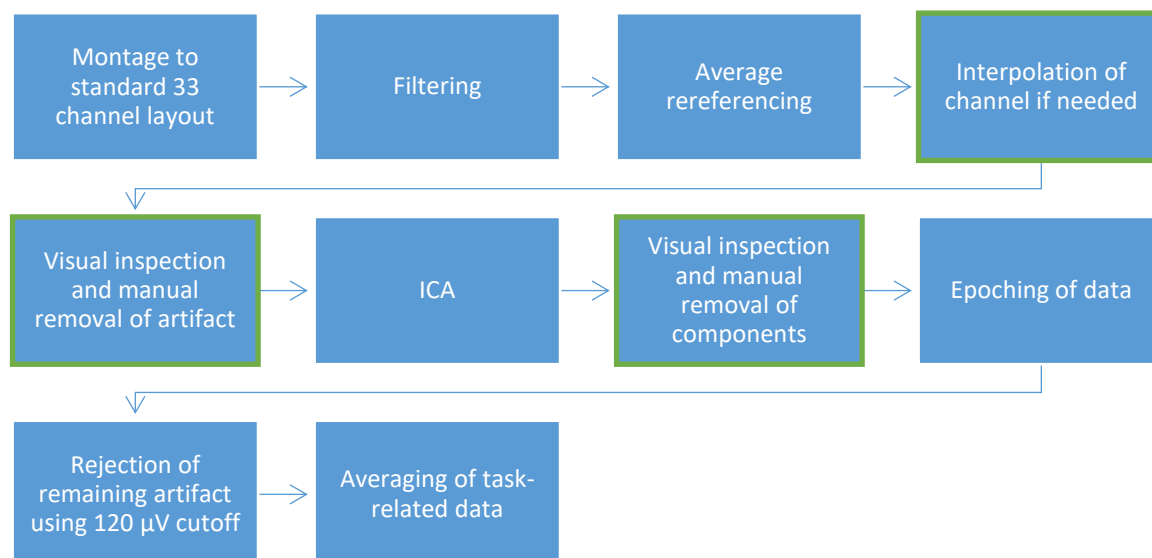 Montage to
standard 33
channel layout
Filtering
Average
rereferencing
Interpolation of
channel if needed
Visual inspection
and manual
removal of artifact
ICA
Visual inspection
and manual
removal of
components
Epoching of data
Rejection of
remaining artifact
using 120 µV cutoff
Averaging of task-
related data